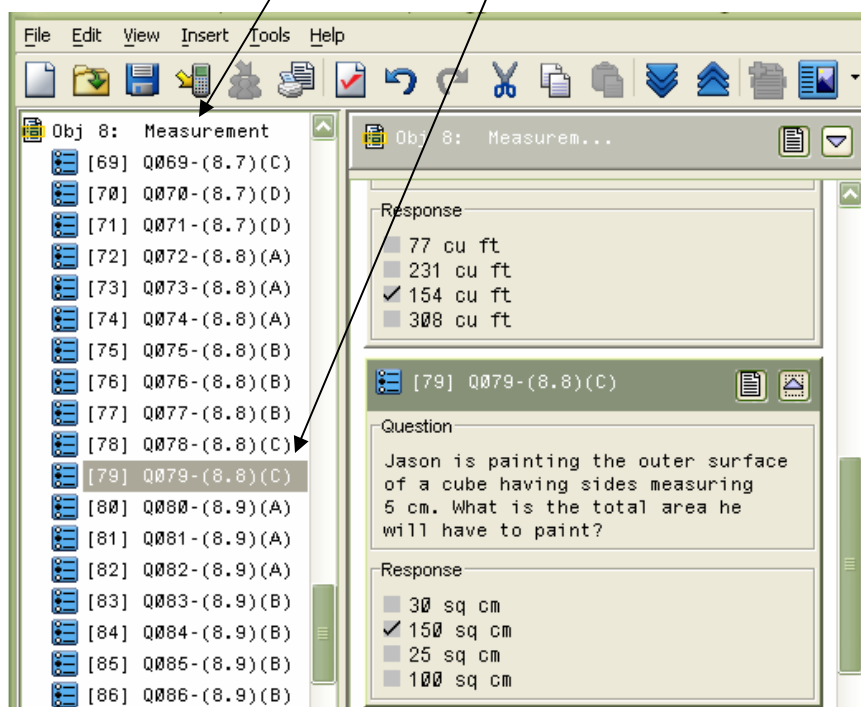 File Edit View Insert Tools Help
Obj 8: Measurement
[69] Q069-(8.7)(C)
[70] Q070-(8.7)(D)
[71] Q071-(8.7)(D)
[72] Q072-(8.8)(A)
[73] Q073-(8.8)(A)
[74] Q074-(8.8)(A)
[75] Q075-(8.8)(B)
[76] Q076-(8.8)(B)
[77] Q077-(8.8)(B)
[78] Q078-(8.8)(C)
[79] Q079-(8.8)(C)
[80] Q080-(8.9)(A)
[81] Q081-(8.9)(A)
[82] Q082-(8.9)(A)
[83] Q083-(8.9)(B)
[84] Q084-(8.9)(B)
[85] Q085-(8.9)(B)
[86] Q086-(8.9)(B)
Obj 8: Measurem...
Response
77 cu ft
231 cu ft
154 cu ft
308 cu ft
[79] Q079-(8.8)(C)
Question
Jason is painting the outer surface
of a cube having sides measuring
5 cm. What is the total area he
will have to paint?
Response
30 sq cm
150 sq cm
25 sq cm
100 sq cm